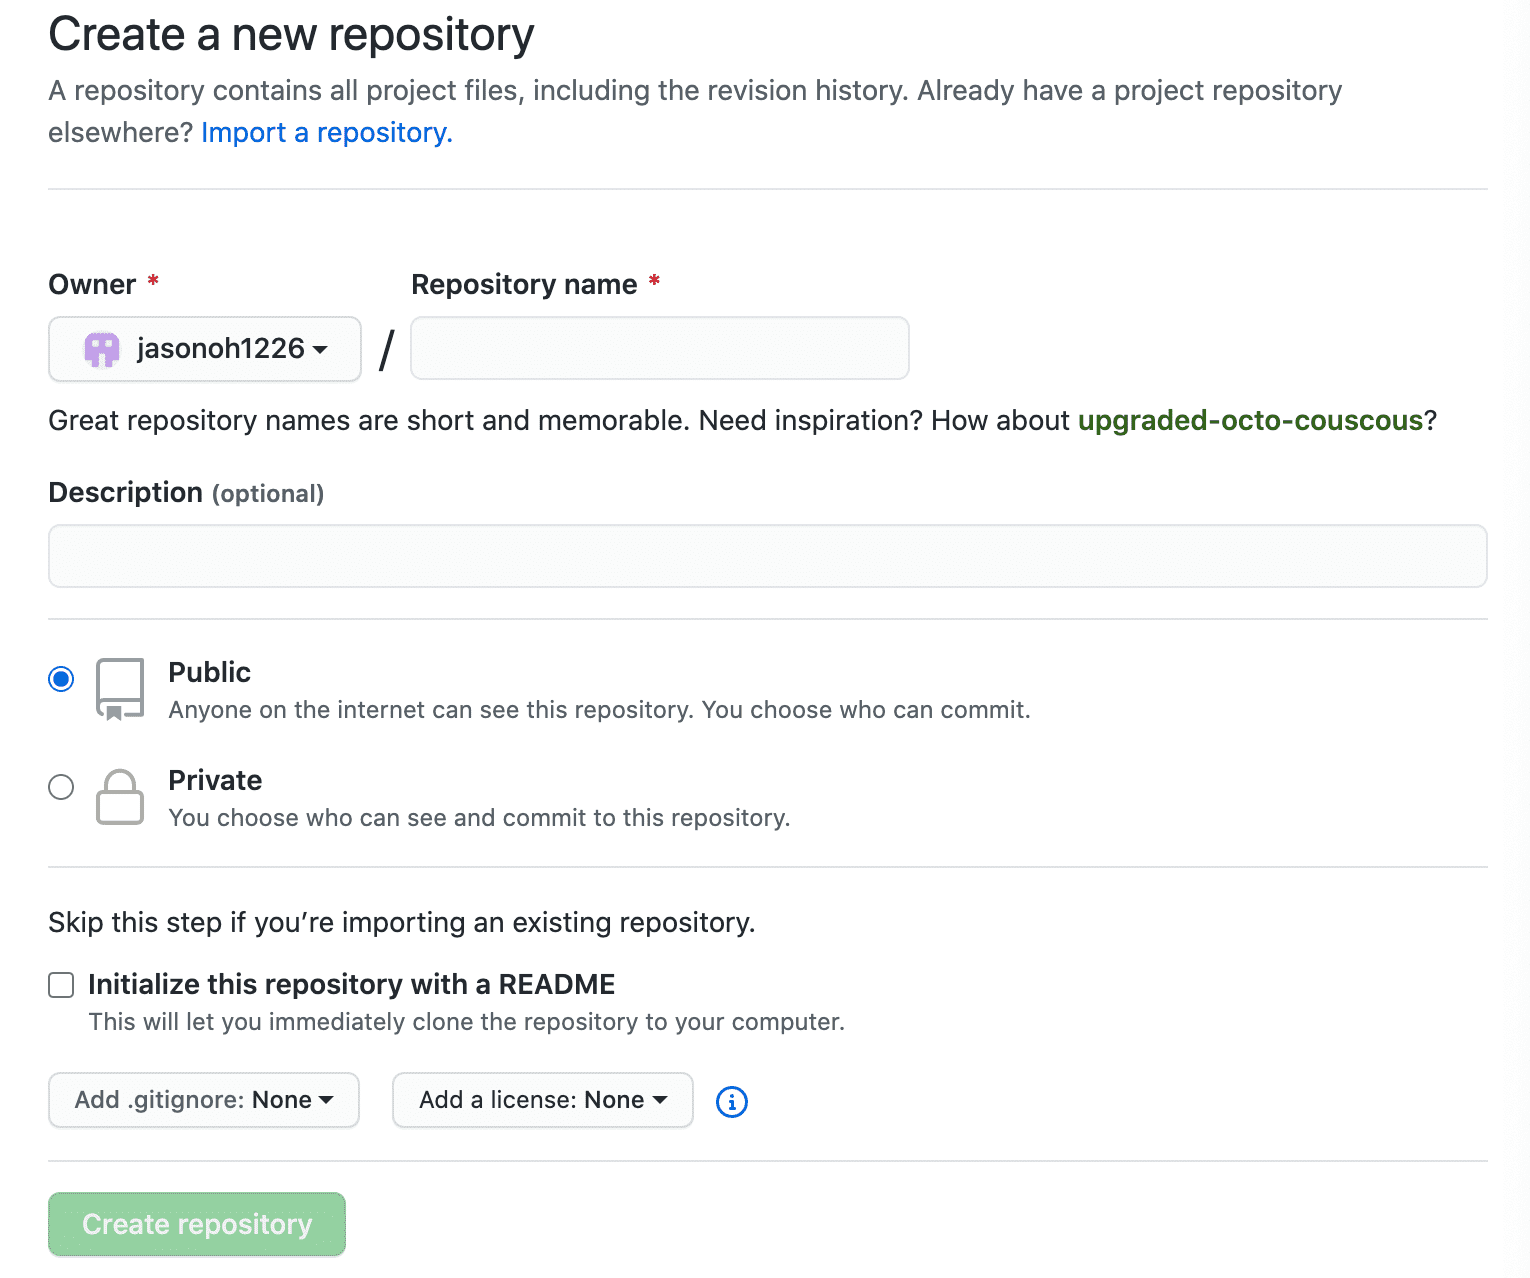 Create a new repository
A repository contains all project files, including the revision history. Already have a project repository
elsewhere? Import a repository.
Owner * Repository name *
jasonoh1226 /
Great repository names are short and memorable. Need inspiration? How about upgraded-octo-couscous?
Description (optional)
Public
Anyone on the internet can see this repository. You choose who can commit.
Private
You choose who can see and commit to this repository.
Skip this step if you’re importing an existing repository.
Initialize this repository with a README
This will let you immediately clone the repository to your computer.
Add .gitignore: None Add a license: None
Create repository